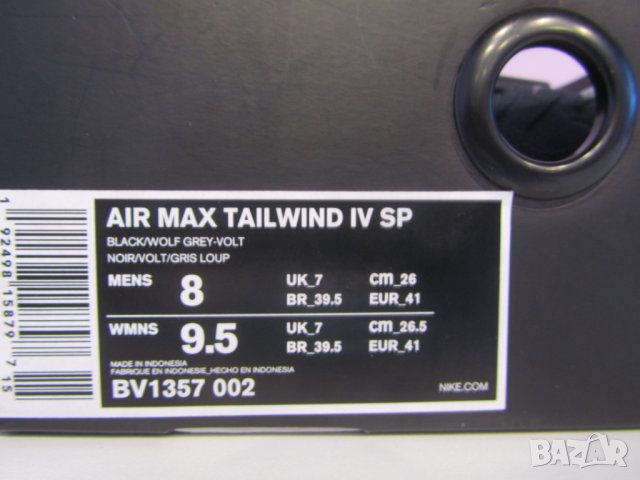 AIR MAX TAILWIND IV SP
BLACK/WOLF GREY-VOLT
NOIR/VOLT/GRIS LOUP
MENS 8 UK_7 cm_26
BR_39.5 EUR_41
WMNS 9.5 UK_7 cm_26.5
BR_39.5 EUR_41
MADE IN INDONESIA
FABRIQUE EN INDONESIE_HECHO EN INDONESIA
BV1357 002 NIKE.COM
1 92498 15879 7 15
BAZAR